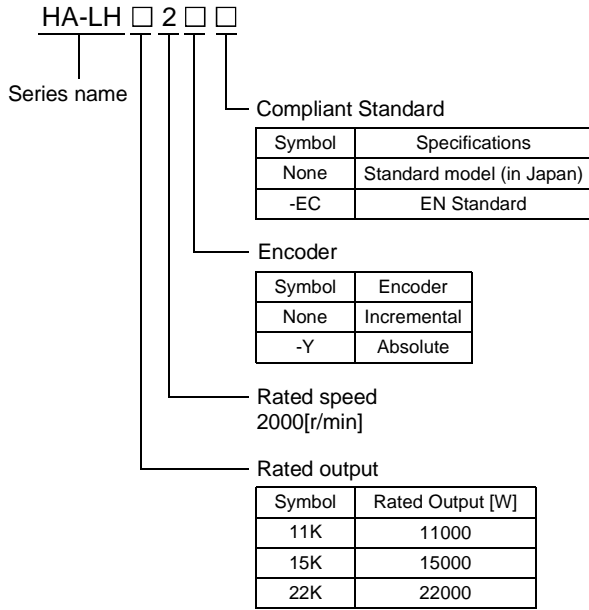 HA-LH □ 2 □ □
Series name
Compliant Standard
Symbol Specifications
None Standard model (in Japan)
-EC EN Standard
Encoder
Symbol Encoder
None Incremental
-Y Absolute
Rated speed
2000[r/min]
Rated output
Symbol Rated Output [W]
11K 11000
15K 15000
22K 22000